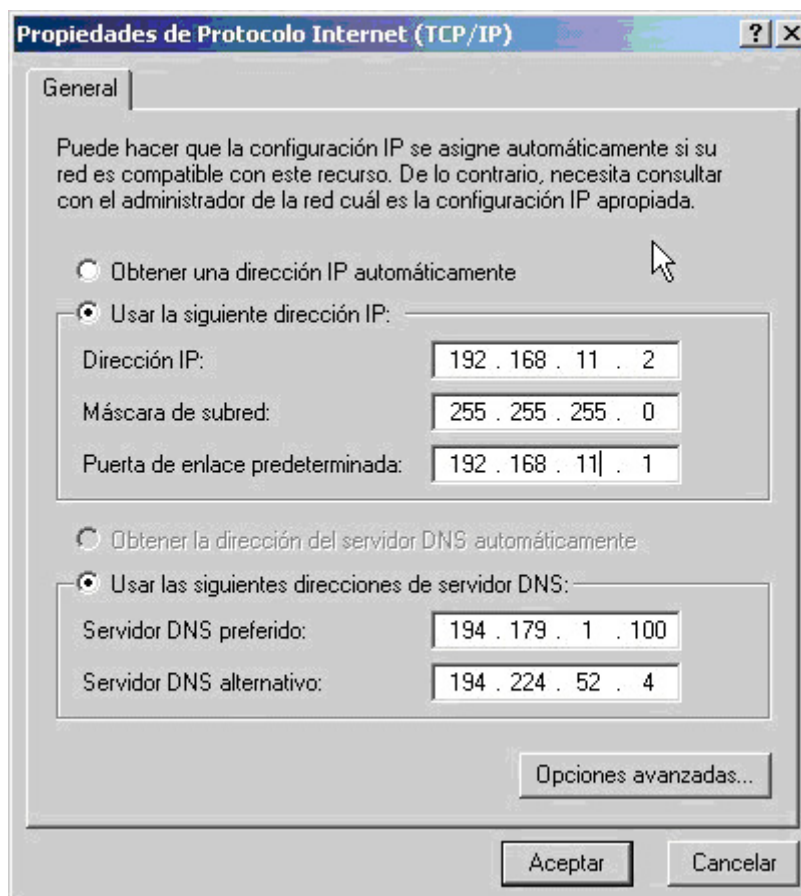 Propiedades de Protocolo Internet (TCP/IP)
General
Puede hacer que la configuración IP se asigne automáticamente si su
red es compatible con este recurso. De lo contrario, necesita consultar
con el administrador de la red cuál es la configuración IP apropiada.
Obtener una dirección IP automáticamente
Usar la siguiente dirección IP:
Dirección IP: 192 . 168 . 11 . 2
Máscara de subred: 255 . 255 . 255 . 0
Puerta de enlace predeterminada: 192 . 168 . 11 . 1
Obtener la dirección del servidor DNS automáticamente
Usar las siguientes direcciones de servidor DNS:
Servidor DNS preferido: 194 . 179 . 1 . 100
Servidor DNS alternativo: 194 . 224 . 52 . 4
Opciones avanzadas...
Aceptar Cancelar